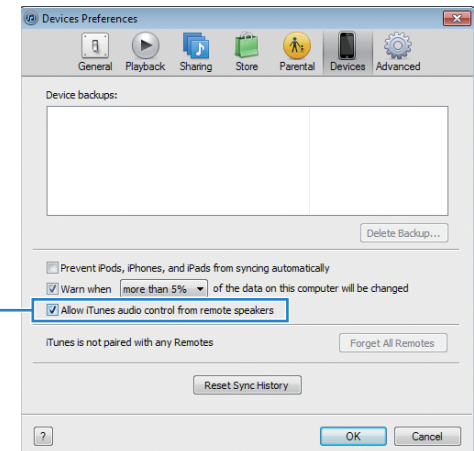 Devices Preferences
General Playback Sharing Store Parental Devices Advanced
Device backups:
Delete Backup...
Prevent iPods, iPhones, and iPads from syncing automatically
Warn when more than 5% of the data on this computer will be changed
Allow iTunes audio control from remote speakers
iTunes is not paired with any Remotes Forget All Remotes
Reset Sync History
? OK Cancel